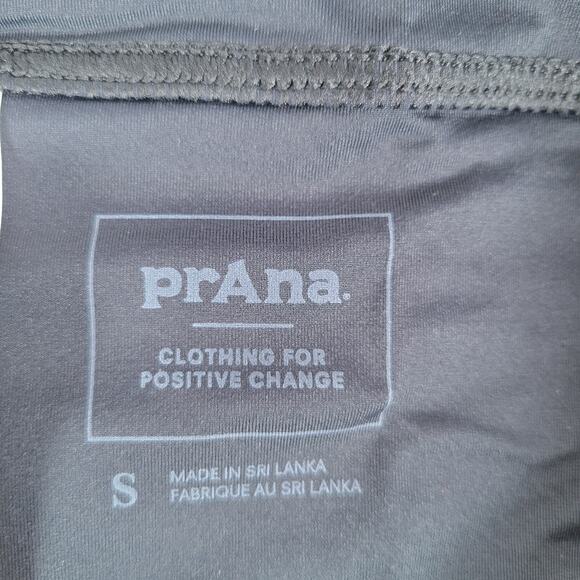 prAna.
CLOTHING FOR
POSITIVE CHANGE
S
MADE IN SRI LANKA
FABRIQUE AU SRI LANKA